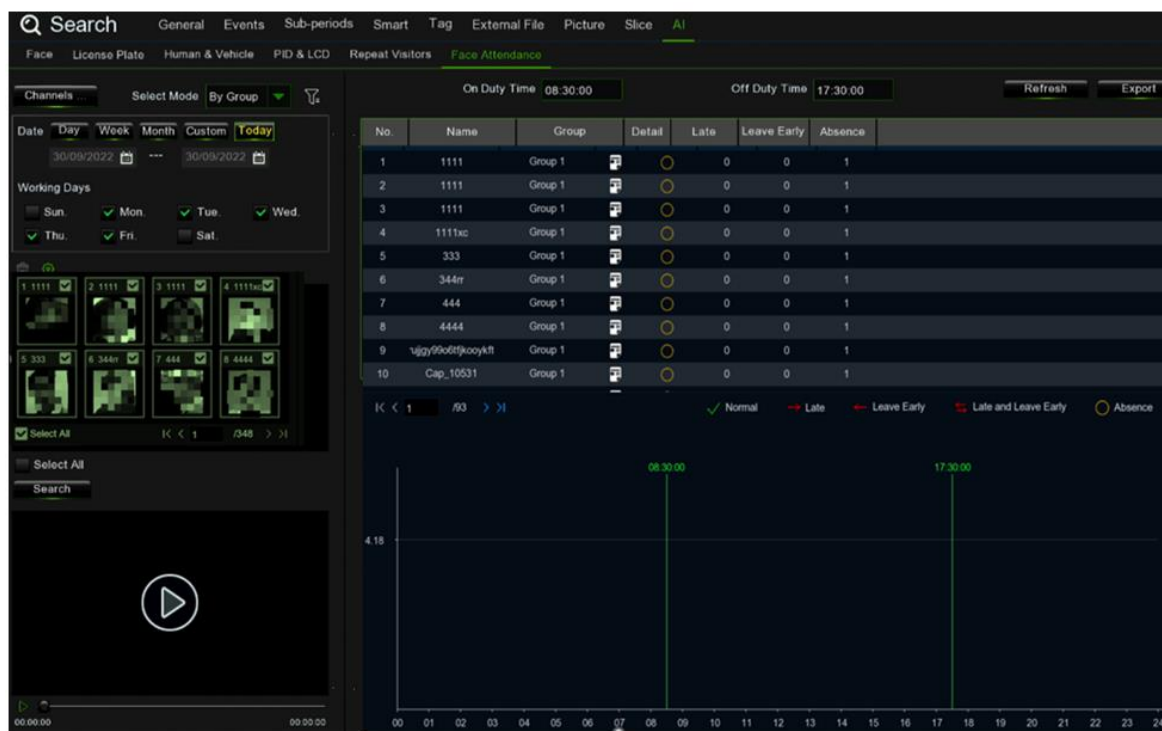 Search General Events Sub-periods Smart Tag External File Picture Slice AI
Face License Plate Human & Vehicle PID & LCD Repeat Visitors Face Attendance
Channels ... Select Mode By Group
On Duty Time 08:30:00 Off Duty Time 17:30:00 Refresh Export
Date Day Week Month Custom Today
30/09/2022 --- 30/09/2022
Working Days
Sun. Mon. Tue. Wed.
Thu. Fri. Sat.
1 1111 2 1111 3 1111 4 1111xc
5 333 6 344rr 7 444 8 4444
Select All 1 /348
Select All
Search
00:00:00 00:00:00
No. Name Group Detail Late Leave Early Absence
1 1111 Group 1 0 0 1
2 1111 Group 1 0 0 1
3 1111 Group 1 0 0 1
4 1111xc Group 1 0 0 1
5 333 Group 1 0 0 1
6 344rr Group 1 0 0 1
7 444 Group 1 0 0 1
8 4444 Group 1 0 0 1
9 Group 1 0 0 1
10 Cap_10531 Group 1 0 0 1
1 /93 Normal Late Leave Early Late and Leave Early Absence
08:30:00 17:30:00
4.18
00 01 02 03 04 05 06 07 08 09 10 11 12 13 14 15 16 17 18 19 20 21 22 23 24